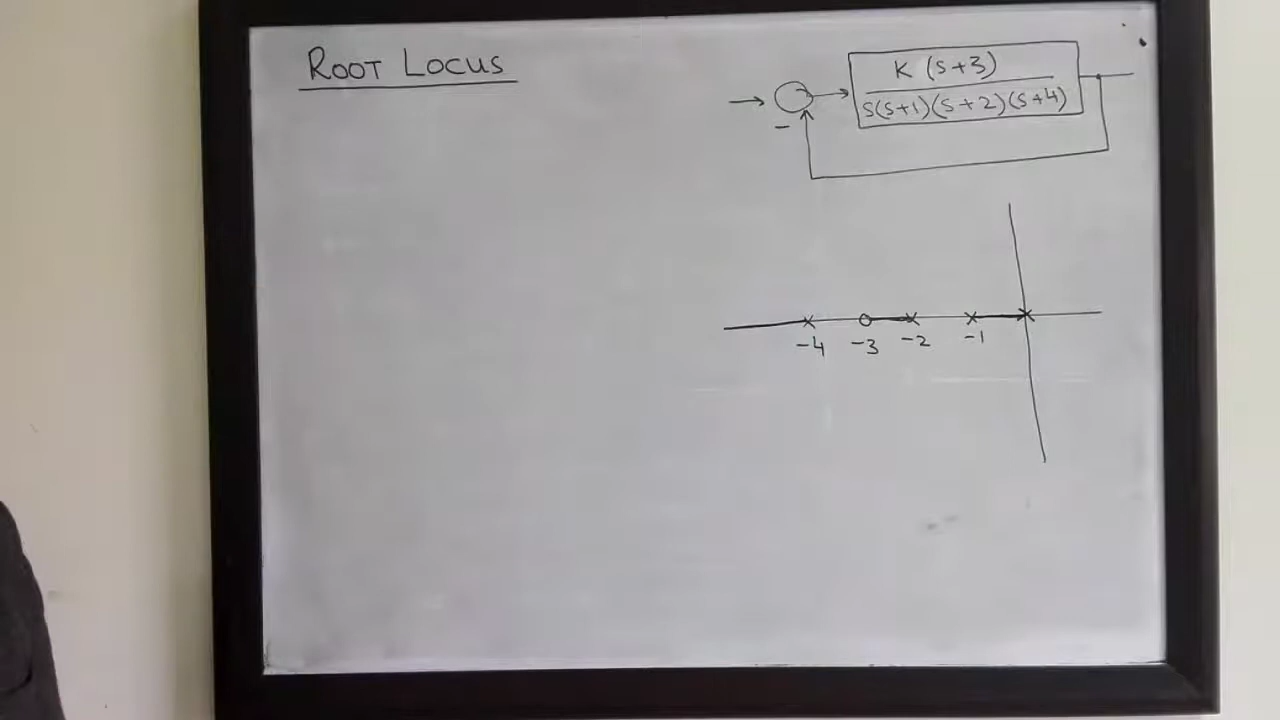 ROOT LOCUS
K (s+3)
s(s+1)(s+2)(s+4)
-
-4 -3 -2 -1